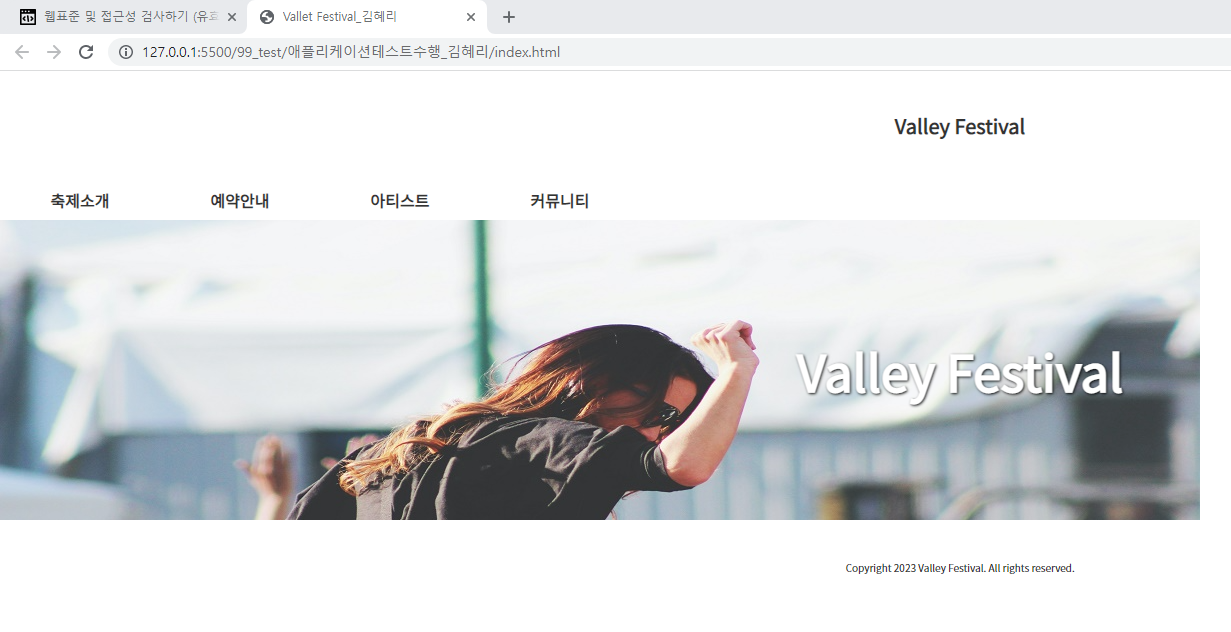 웹표준 및 접근성 검사하기 (유효
Vallet Festival_김혜리
127.0.0.1:5500/99_test/애플리케이션테스트수행_김혜리/index.html
Valley Festival
축제소개 예약안내 아티스트 커뮤니티
Valley Festival
Copyright 2023 Valley Festival. All rights reserved.